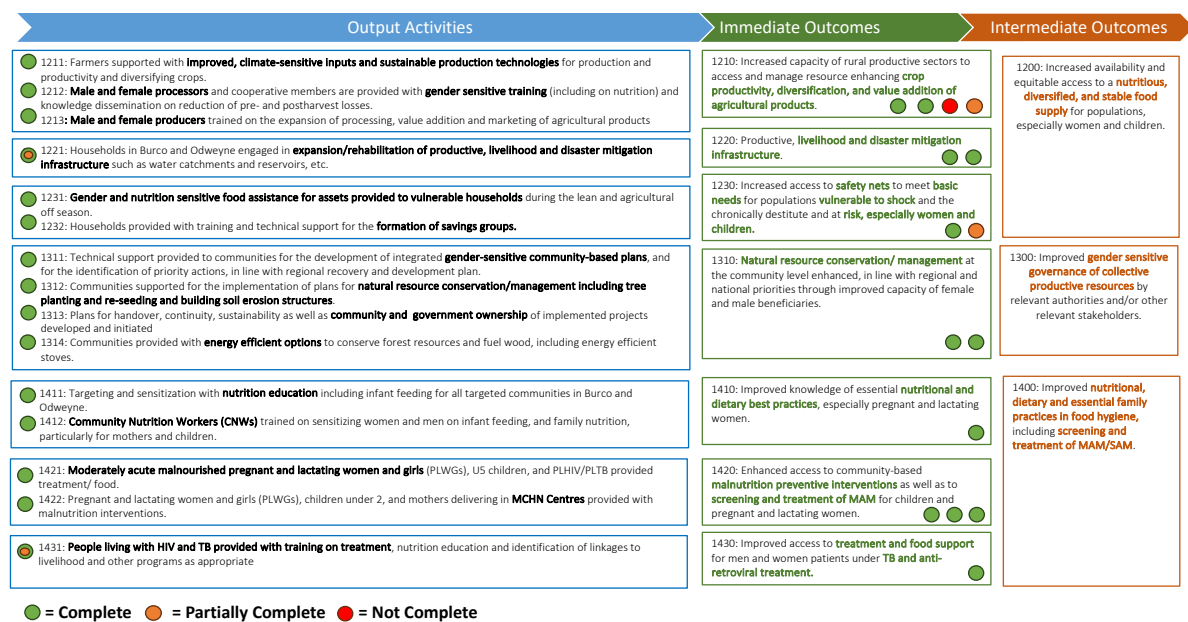 Output Activities
Immediate Outcomes
Intermediate Outcomes
1211: Farmers supported with improved, climate-sensitive inputs and sustainable production technologies for production and
productivity and diversifying crops.
1212: Male and female processors and cooperative members are provided with gender sensitive training (including on nutrition) and
knowledge dissemination on reduction of pre- and postharvest losses.
1213: Male and female producers trained on the expansion of processing, value addition and marketing of agricultural products
1221: Households in Burco and Odweyne engaged in expansion/rehabilitation of productive, livelihood and disaster mitigation
infrastructure such as water catchments and reservoirs, etc.
1231: Gender and nutrition sensitive food assistance for assets provided to vulnerable households during the lean and agricultural
off season.
1232: Households provided with training and technical support for the formation of savings groups.
1311: Technical support provided to communities for the development of integrated gender-sensitive community-based plans, and
for the identification of priority actions, in line with regional recovery and development plan.
1312: Communities supported for the implementation of plans for natural resource conservation/management including tree
planting and re-seeding and building soil erosion structures.
1313: Plans for handover, continuity, sustainability as well as community and government ownership of implemented projects
developed and initiated
1314: Communities provided with energy efficient options to conserve forest resources and fuel wood, including energy efficient
stoves.
1411: Targeting and sensitization with nutrition education including infant feeding for all targeted communities in Burco and
Odweyne.
1412: Community Nutrition Workers (CNWs) trained on sensitizing women and men on infant feeding, and family nutrition,
particularly for mothers and children.
1421: Moderately acute malnourished pregnant and lactating women and girls (PLWGs), U5 children, and PLHIV/PLTB provided
treatment/ food.
1422: Pregnant and lactating women and girls (PLWGs), children under 2, and mothers delivering in MCHN Centres provided with
malnutrition interventions.
1431: People living with HIV and TB provided with training on treatment, nutrition education and identification of linkages to
livelihood and other programs as appropriate
1210: Increased capacity of rural productive sectors to
access and manage resource enhancing crop
productivity, diversification, and value addition of
agricultural products.
1220: Productive, livelihood and disaster mitigation
infrastructure.
1230: Increased access to safety nets to meet basic
needs for populations vulnerable to shock and the
chronically destitute and at risk, especially women and
children.
1310: Natural resource conservation/ management at
the community level enhanced, in line with regional and
national priorities through improved capacity of female
and male beneficiaries.
1410: Improved knowledge of essential nutritional and
dietary best practices, especially pregnant and lactating
women.
1420: Enhanced access to community-based
malnutrition preventive interventions as well as to
screening and treatment of MAM for children and
pregnant and lactating women.
1430: Improved access to treatment and food support
for men and women patients under TB and anti-
retroviral treatment.
1200: Increased availability and
equitable access to a nutritious,
diversified, and stable food
supply for populations,
especially women and children.
1300: Improved gender sensitive
governance of collective
productive resources by
relevant authorities and/or other
relevant stakeholders.
1400: Improved nutritional,
dietary and essential family
practices in food hygiene,
including screening and
treatment of MAM/SAM.
= Complete = Partially Complete = Not Complete